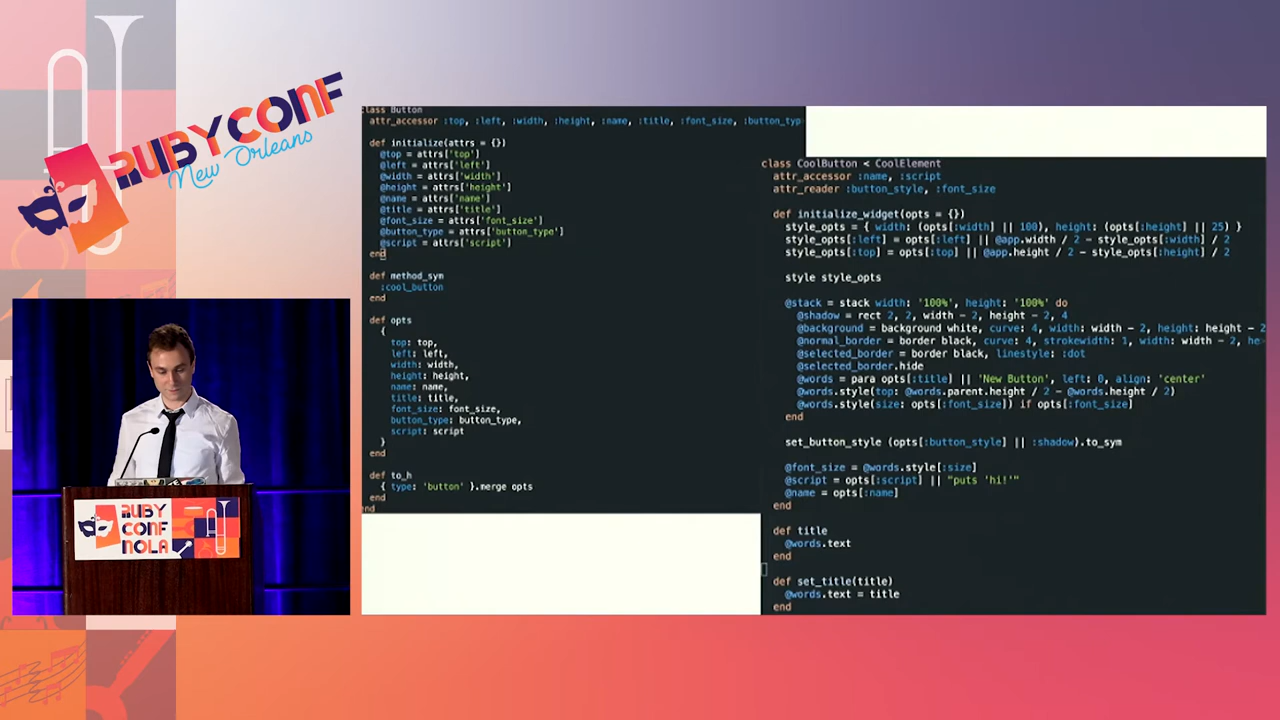 RUBYCONF
New Orleans
RUBY
CONF
NOLA
class Button
attr_accessor :top, :left, :width, :height, :name, :title, :font_size, :button_typ
def initialize(attrs = {})
@top = attrs['top']
@left = attrs['left']
@width = attrs['width']
@height = attrs['height']
@name = attrs['name']
@title = attrs['title']
@font_size = attrs['font_size']
@button_type = attrs['button_type']
@script = attrs['script']
end
def method_sym
:cool_button
end
def opts
{
top: top,
left: left,
width: width,
height: height,
name: name,
title: title,
font_size: font_size,
button_type: button_type,
script: script
}
end
def to_h
{ type: 'button' }.merge opts
end
end
class CoolButton < CoolElement
attr_accessor :name, :script
attr_reader :button_style, :font_size
def initialize_widget(opts = {})
style_opts = { width: (opts[:width] || 100), height: (opts[:height] || 25) }
style_opts[:left] = opts[:left] || @app.width / 2 - style_opts[:width] / 2
style_opts[:top] = opts[:top] || @app.height / 2 - style_opts[:height] / 2
style style_opts
@stack = stack width: '100%', height: '100%' do
@shadow = rect 2, 2, width - 2, height - 2, 4
@background = background white, curve: 4, width: width - 2, height: height - 2
@normal_border = border black, curve: 4, strokewidth: 1, width: width - 2, he
@selected_border = border black, linestyle: :dot
@selected_border.hide
@words = para opts[:title] || 'New Button', left: 0, align: 'center'
@words.style(top: @words.parent.height / 2 - @words.height / 2)
@words.style(size: opts[:font_size]) if opts[:font_size]
end
set_button_style (opts[:button_style] || :shadow).to_sym
@font_size = @words.style[:size]
@script = opts[:script] || "puts 'hi!'"
@name = opts[:name]
end
def title
@words.text
end
def set_title(title)
@words.text = title
end